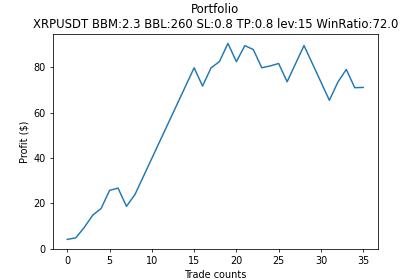 Portfolio
XRPUSDT BBM:2.3 BBL:260 SL:0.8 TP:0.8 lev:15 WinRatio:72.0
80
60
40
20
0
Profit ($)
0 5 10 15 20 25 30 35
Trade counts